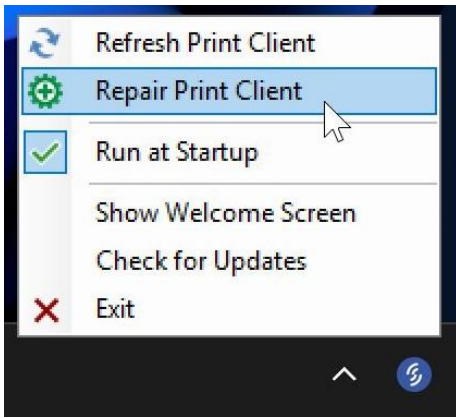 Refresh Print Client
Repair Print Client
Run at Startup
Show Welcome Screen
Check for Updates
Exit